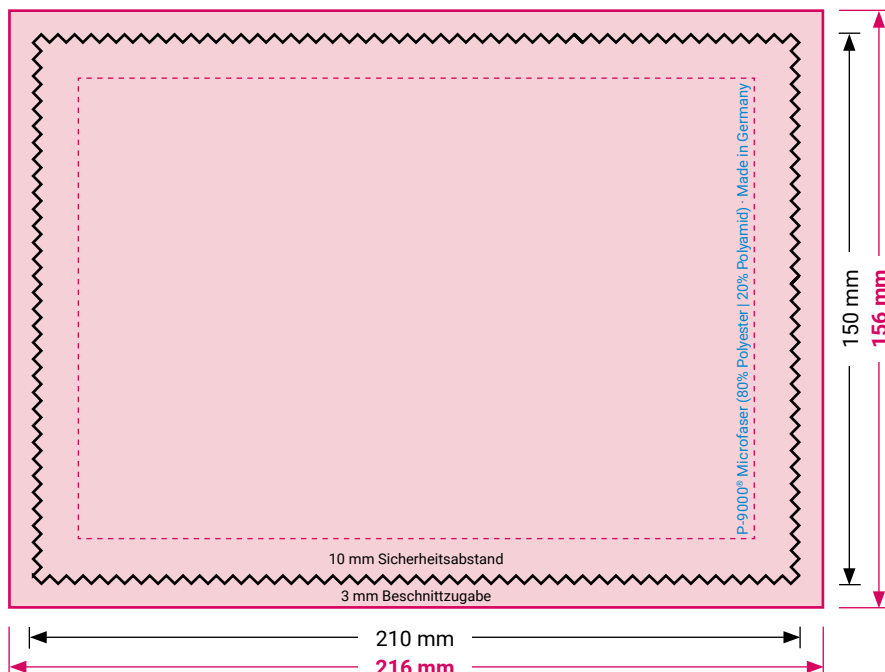 P-9000® Microfaser (80% Polyester | 20% Polyamid) · Made in Germany
150 mm
156 mm
10 mm Sicherheitsabstand
3 mm Beschnittzugabe
210 mm
216 mm